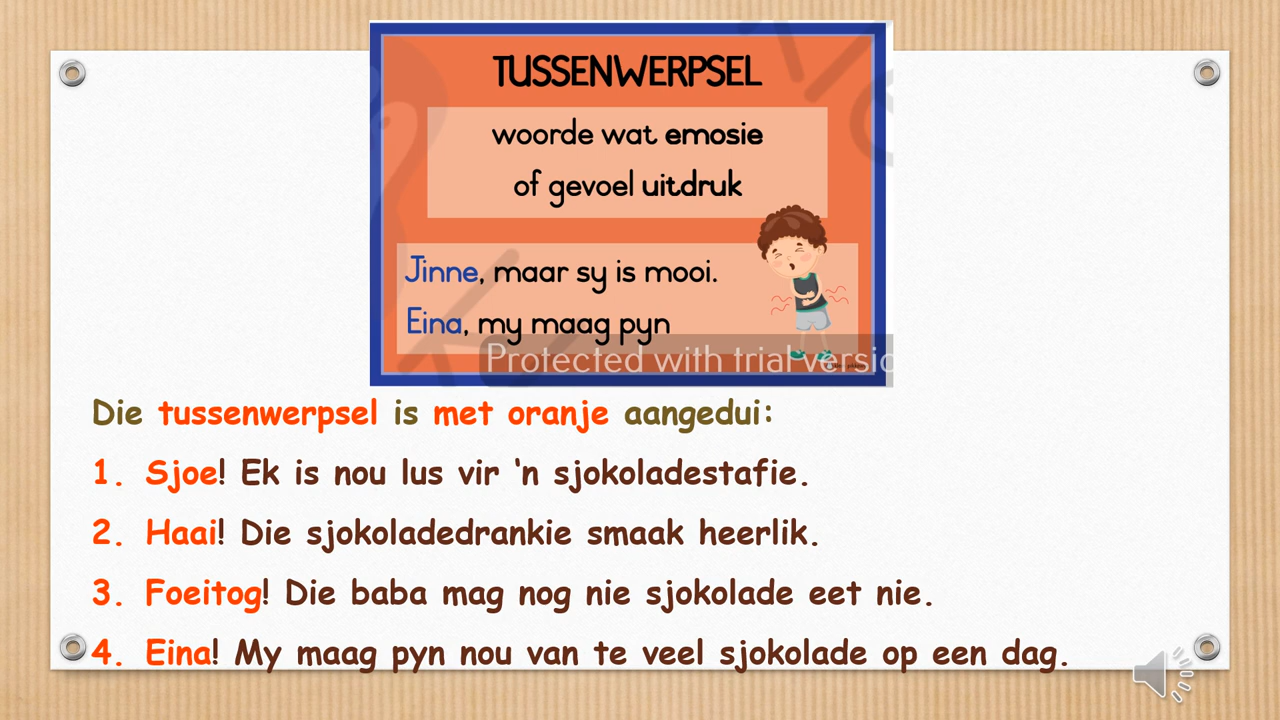 TUSSENWERPSEL
woorde wat emosie
of gevoel uitdruk
Jinne, maar sy is mooi.
Eina, my maag pyn
Protected with trial versio
Die tussenwerpsel is met oranje aangedui:
1. Sjoe! Ek is nou lus vir ‘n sjokoladestafie.
2. Haai! Die sjokoladedrankie smaak heerlik.
3. Foeitog! Die baba mag nog nie sjokolade eet nie.
4. Eina! My maag pyn nou van te veel sjokolade op een dag.